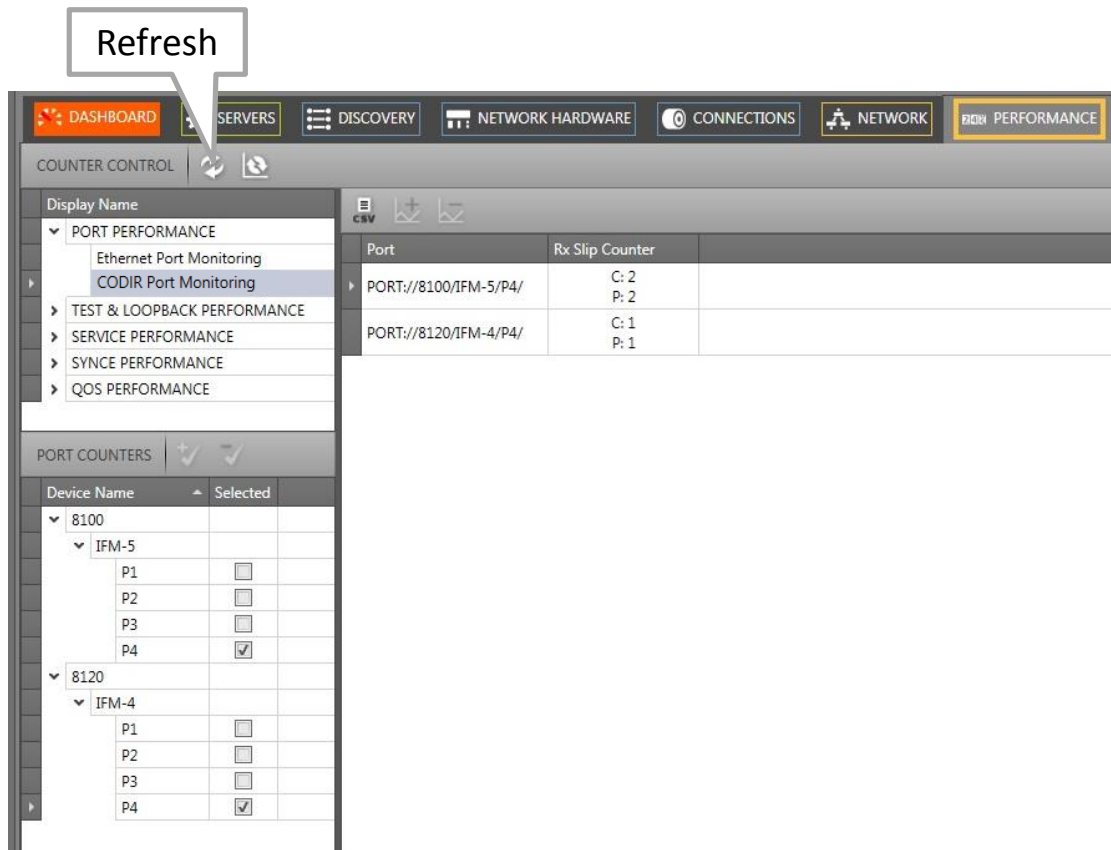 Refresh
DASHBOARD SERVERS DISCOVERY NETWORK HARDWARE CONNECTIONS NETWORK PERFORMANCE
COUNTER CONTROL
Display Name
PORT PERFORMANCE
Ethernet Port Monitoring
CODIR Port Monitoring
TEST & LOOPBACK PERFORMANCE
SERVICE PERFORMANCE
SYNCE PERFORMANCE
QOS PERFORMANCE
CSV
Port Rx Slip Counter
PORT://8100/IFM-5/P4/ C: 2
P: 2
PORT://8120/IFM-4/P4/ C: 1
P: 1
PORT COUNTERS
Device Name Selected
8100
IFM-5
P1
P2
P3
P4
8120
IFM-4
P1
P2
P3
P4